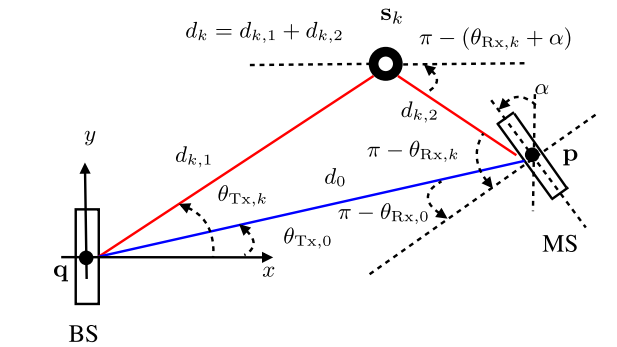 s_k
d_k = d_{k,1} + d_{k,2}
π − (θ_{Rx,k} + α)
α
d_{k,2}
y
d_{k,1}
π − θ_{Rx,k}
p
d_0
θ_{Tx,k}
π − θ_{Rx,0}
θ_{Tx,0}
MS
q
x
BS